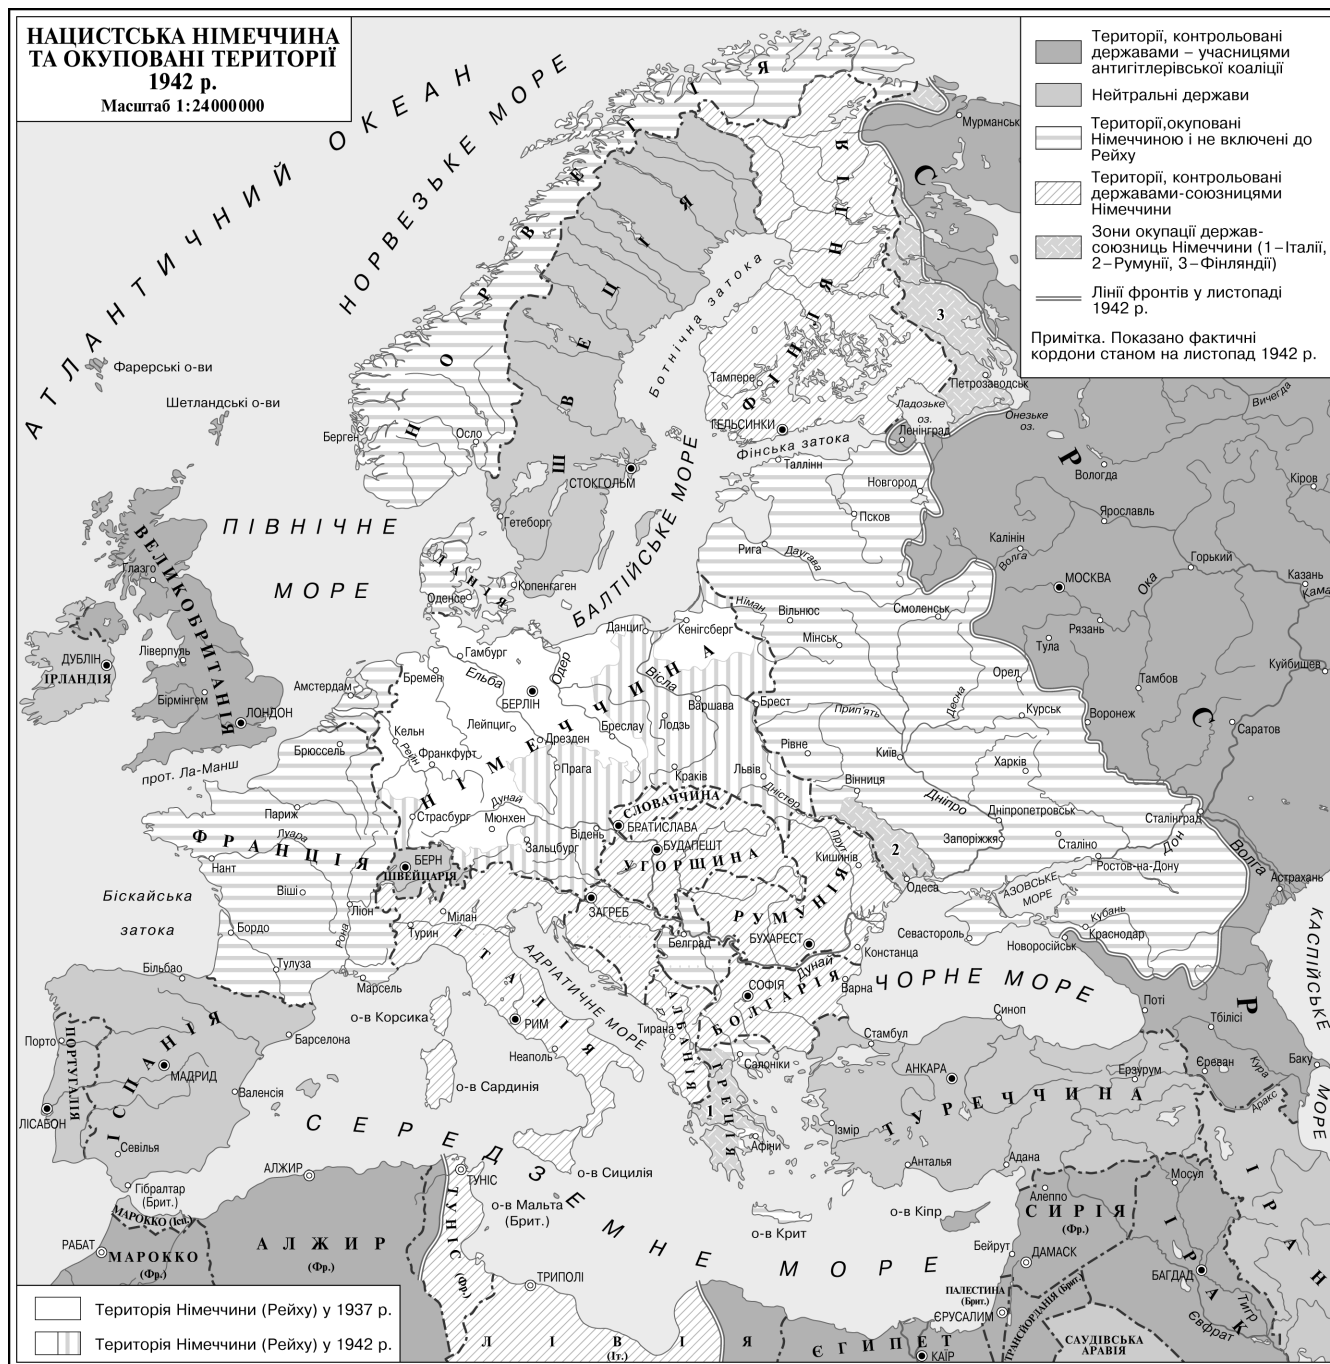 НАЦИСТСЬКА НІМЕЧЧИНА
ТА ОКУПОВАНІ ТЕРИТОРІЇ
1942 р.
Масштаб 1:24000000
Території, контрольовані
державами – учасницями
антигітлерівської коаліції
Нейтральні держави
Території,окуповані
Німеччиною і не включені до
Рейху
Території, контрольовані
державами-союзницями
Німеччини
Зони окупації держав-
союзниць Німеччини (1–Італії,
2–Румунії, 3–Фінляндії)
Лінії фронтів у листопаді
1942 р.
Примітка. Показано фактичні
кордони станом на листопад 1942 р.
АТЛАНТИЧНИЙ ОКЕАН
НОРВЕЗЬКЕ МОРЕ
НОРВЕГІЯ
ШВЕЦІЯ
ФІНЛЯНДІЯ
С Р С Р
Мурманськ
Ботнічна затока
3
Фарерські о-ви
Шетландські о-ви
Тампере
Петрозаводськ
Вичегда
Ладозьке
оз.
Онезьке
оз.
Берген
Осло
ГЕЛЬСИНКИ
Ленінград
Фінська затока
Таллінн
СТОКГОЛЬМ
Вологда
Кіров
Новгород
Гетеборг
Псков
Ярославль
ПІВНІЧНЕ
МОРЕ
БАЛТІЙСЬКЕ МОРЕ
ВЕЛИКОБРИТАНІЯ
Глазго
ДАНІЯ
Рига
Даугава
Калінін
Волга
Горький
Копенгаген
Оденсе
МОСКВА
Ока
Казань
Кама
Німан
Вільнюс
Смоленськ
Данциг
Кенігсберг
Мінськ
Рязань
Тула
ДУБЛІН
ІРЛАНДІЯ
Ліверпуль
Гамбург
Одер
Вісла
Куйбишев
Амстердам
Бремен
Ельба
Орел
Тамбов
Бірмінгем
БЕРЛІН
Варшава
Брест
Десна
ЛОНДОН
НІМЕЧЧИНА
Прип'ять
Курськ
Воронеж
Саратов
Кельн
Лейпциг
Бреслау
Лодзь
Брюссель
Рейн
Франкфурт
Дрезден
Рівне
Київ
Харків
прот. Ла-Манш
Прага
Краків
Львів
Вінниця
Дністер
Париж
Дунай
СЛОВАЧЧИНА
Дніпро
Дніпропетровськ
Страсбург
Мюнхен
Відень
БРАТИСЛАВА
Сталінград
ФРАНЦІЯ
Луара
Зальцбург
БУДАПЕШТ
Прут
Запоріжжя
Сталіно
Дон
Волга
Нант
БЕРН
ШВЕЙЦАРІЯ
УГОРЩИНА
Кишинів
2
Ростов-на-Дону
Віші
Одеса
АЗОВСЬКЕ
МОРЕ
Астрахань
Біскайська
затока
Ліон
Мілан
ЗАГРЕБ
РУМУНІЯ
Кубань
Бордо
Рона
Турин
ІТАЛІЯ
Белград
БУХАРЕСТ
Севастополь
Краснодар
Новоросійськ
КАСПІЙСЬКЕ
МОРЕ
Більбао
Тулуза
Марсель
АДРІАТИЧНЕ МОРЕ
Констанца
Дунай
ЧОРНЕ МОРЕ
СОФІЯ
Варна
БОЛГАРІЯ
АЛБАНІЯ
Поті
о-в Корсика
РИМ
Тирана
Синоп
Тбілісі
ПОРТУГАЛІЯ
ІСПАНІЯ
Порто
Барселона
Неаполь
Стамбул
Салоніки
Єреван
Кура
Баку
МАДРИД
о-в Сардинія
АНКАРА
Ерзурум
Валенсія
ГРЕЦІЯ
1
ТУРЕЧЧИНА
Аракс
ЛІСАБОН
СЕРЕДЗЕМНЕ МОРЕ
Афіни
Ізмір
Севілья
Анталья
Адана
АЛЖИР
о-в Сицилія
ТУНІС
Мосул
ІРАН
Гібралтар
(Брит.)
Алеппо
о-в Мальта
(Брит.)
о-в Кіпр
СИРІЯ
(Фр.)
МАРОККО (Ісп.)
о-в Крит
ІРАК
РАБАТ
МАРОККО
(Фр.)
АЛЖИР
(Фр.)
ТУНІС (Фр.)
Бейрут
ДАМАСК
БАГДАД
ТРИПОЛІ
ПАЛЕСТИНА
(Брит.)
ЄРУСАЛИМ
ТРАНСЙОРДАНІЯ (Брит.)
Тигр
Євфрат
ЛІВІЯ
(Іт.)
ЄГИПЕТ
КАЇР
САУДІВСЬКА
АРАВІЯ
Територія Німеччини (Рейху) у 1937 р.
Територія Німеччини (Рейху) у 1942 р.